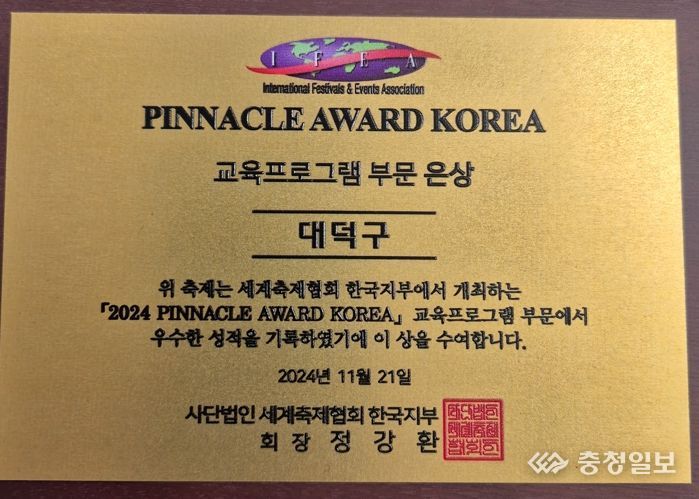 I F E A
International Festivals & Events Association
PINNACLE AWARD KOREA
교육프로그램 부문 은상
대덕구
위 축제는 세계축제협회 한국지부에서 개최하는
「2024 PINNACLE AWARD KOREA」 교육프로그램 부문에서
우수한 성적을 기록하였기에 이 상을 수여합니다.
2024년 11월 21일
사단법인 세계축제협회 한국지부
회 장 정 강 환
충청일보